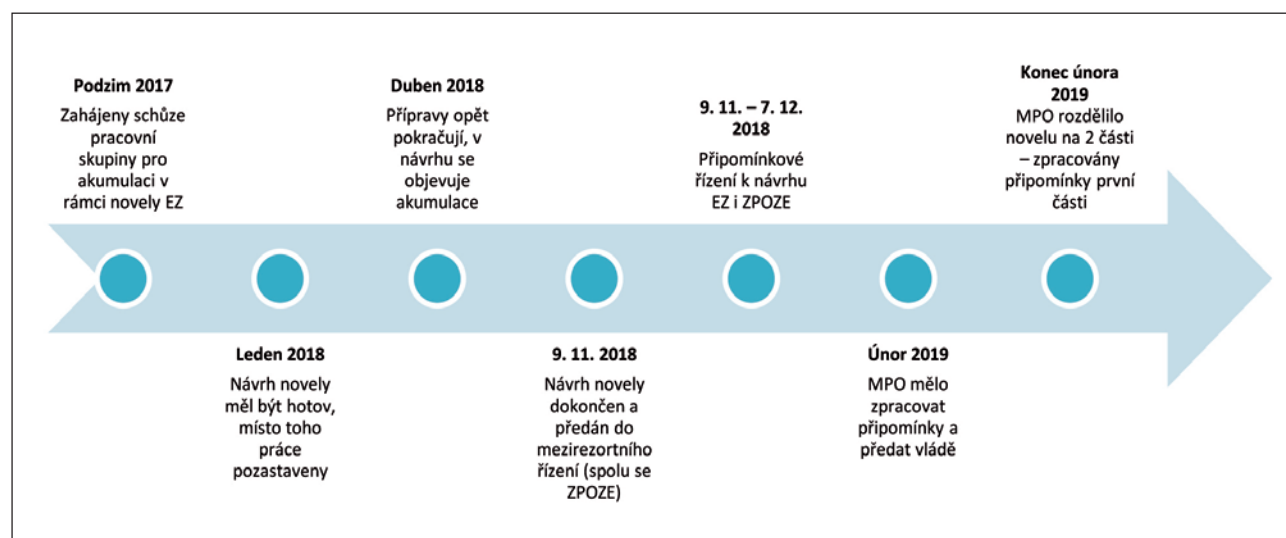 Podzim 2017
Zahájeny schůze
pracovní
skupiny pro
akumulaci v
rámci novely EZ
Leden 2018
Návrh novely
měl být hotov,
místo toho
práce
pozastaveny
Duben 2018
Přípravy opět
pokračují, v
návrhu se
objevuje
akumulace
9. 11. 2018
Návrh novely
dokončen a
předán do
mezirezortního
řízení (spolu se
ZPOZE)
9. 11. – 7. 12.
2018
Připomínkové
řízení k návrhu
EZ i ZPOZE
Únor 2019
MPO mělo
zpracovat
připomínky a
předat vládě
Konec února
2019
MPO rozdělilo
novelu na 2 části
– zpracovány
připomínky první
části